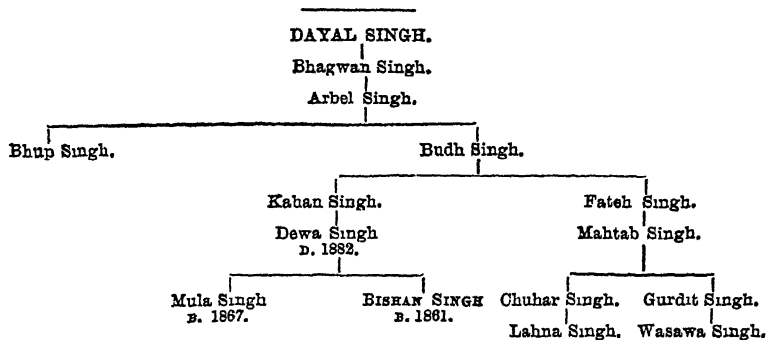 DAYAL SINGH.
Bhagwan Singh.
Arbel Singh.
Bhup Singh. Budh Singh.
Kahan Singh. Fateh Singh.
Dewa Singh Mahtab Singh.
D. 1882.
Mula Singh BISHAN SINGH Chuhar Singh. Gurdit Singh.
B. 1867. B. 1861. Lahna Singh. Wasawa Singh.